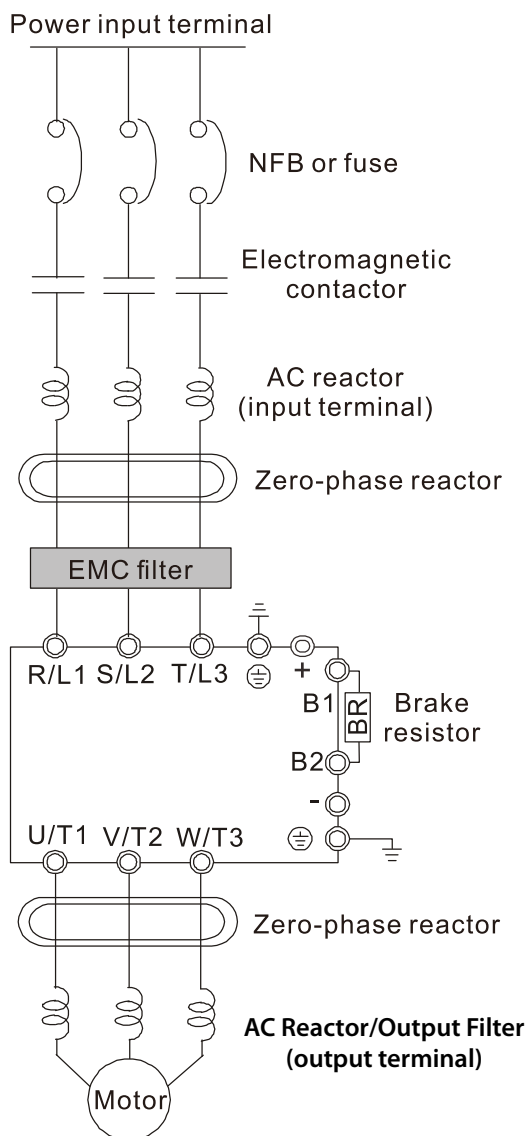 Power input terminal
NFB or fuse
Electromagnetic
contactor
AC reactor
(input terminal)
Zero-phase reactor
EMC filter
R/L1 S/L2 T/L3 +
B1
BR
Brake
resistor
B2
-
U/T1 V/T2 W/T3
Zero-phase reactor
AC Reactor/Output Filter
(output terminal)
Motor